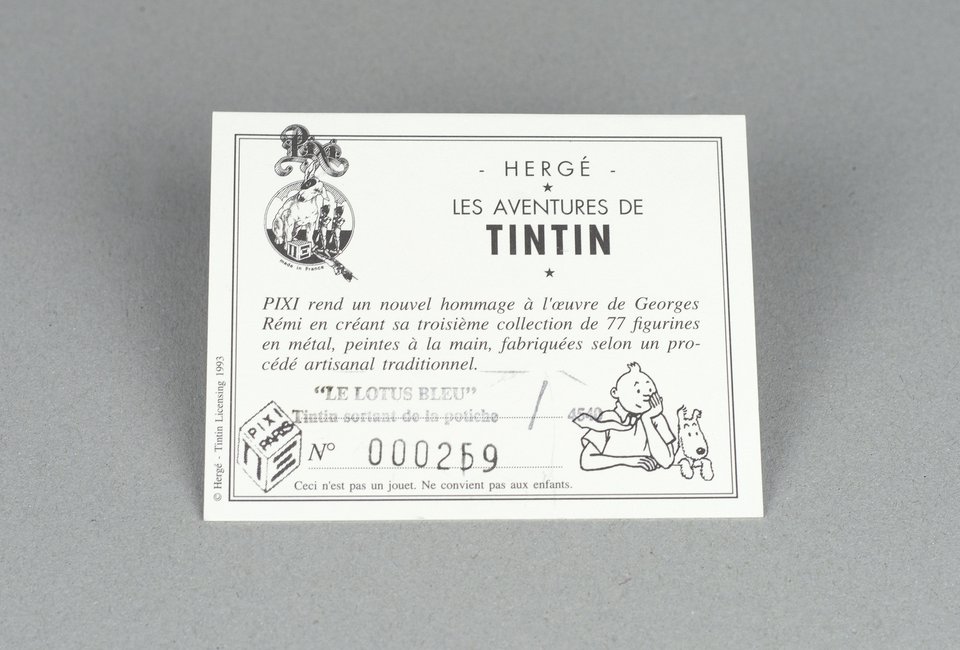 Pixi
made in France
- HERGÉ -
LES AVENTURES DE
TINTIN
PIXI rend un nouvel hommage à l'œuvre de Georges
Rémi en créant sa troisième collection de 77 figurines
en métal, peintes à la main, fabriquées selon un pro-
cédé artisanal traditionnel.
"LE LOTUS BLEU"
Tintin sortant de la potiche / 4540
PIXI
PARIS
N° 000259
Ceci n'est pas un jouet. Ne convient pas aux enfants.
© Hergé - Tintin Licensing 1993